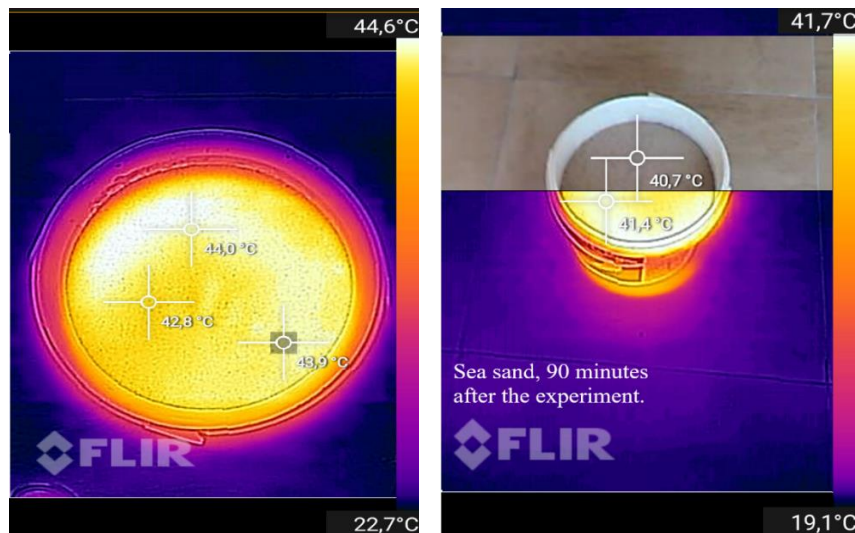 44,6°C
44,0 °C
42,8 °C
43,9 °C
FLIR
22,7°C
41,7°C
40,7 °C
41,4 °C
Sea sand, 90 minutes
after the experiment.
FLIR
19,1°C